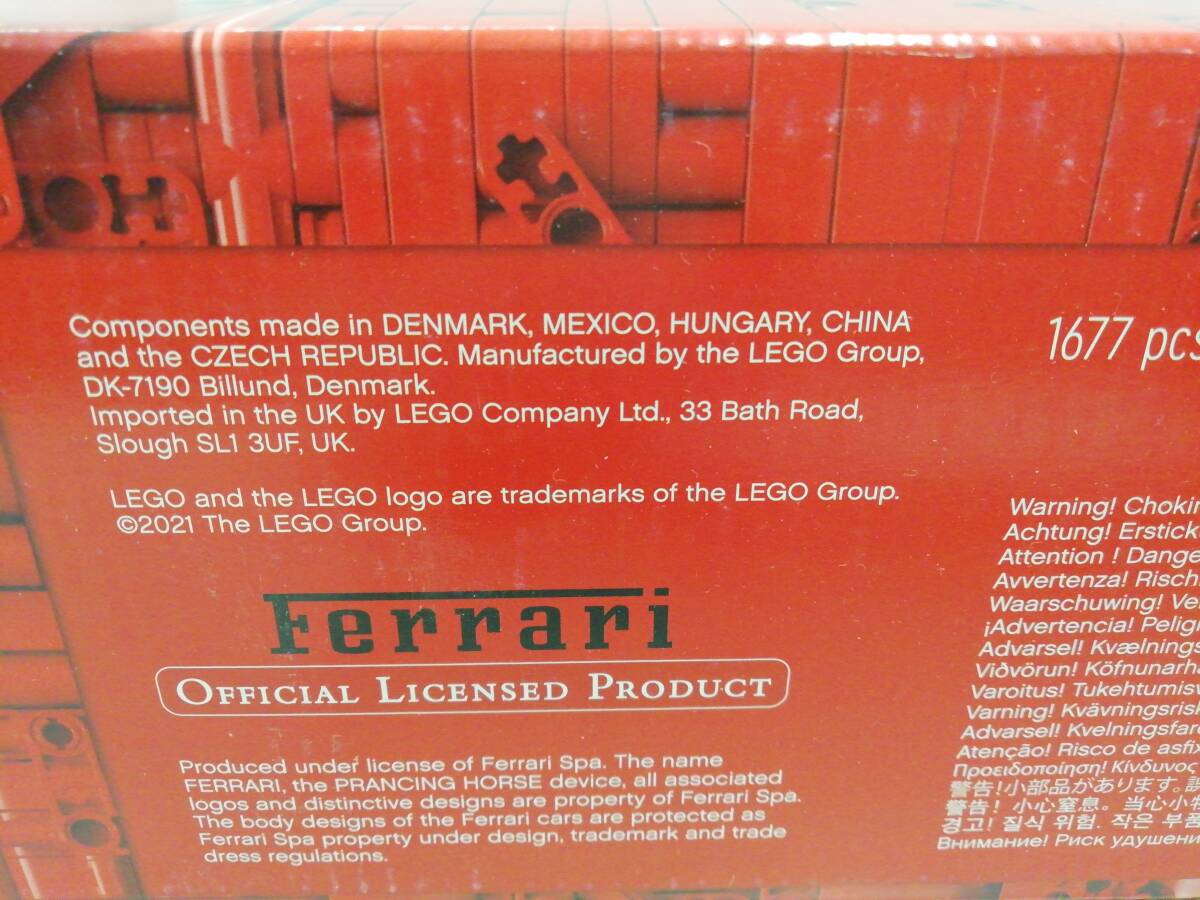 Components made in DENMARK, MEXICO, HUNGARY, CHINA
and the CZECH REPUBLIC. Manufactured by the LEGO Group,
DK-7190 Billund, Denmark.
Imported in the UK by LEGO Company Ltd., 33 Bath Road,
Slough SL1 3UF, UK.
LEGO and the LEGO logo are trademarks of the LEGO Group.
©2021 The LEGO Group.
Ferrari
OFFICIAL LICENSED PRODUCT
Produced under license of Ferrari Spa. The name
FERRARI, the PRANCING HORSE device, all associated
logos and distinctive designs are property of Ferrari Spa.
The body designs of the Ferrari cars are protected as
Ferrari Spa property under design, trademark and trade
dress regulations.
1677 pcs
Warning!
Achtung!
Attention !
Avvertenza!
Waarschuwing!
¡Advertencia!
Advarsel!
Viðvörun!
Varoitus!
Varning!
Advarsel!
Atenção! Risco de
Προειδοποίηση! Κίνδυνος
警告!小部品があります。
警告! 小心窒息。当心小
경고! 질식 위험. 작은
Внимание! Риск